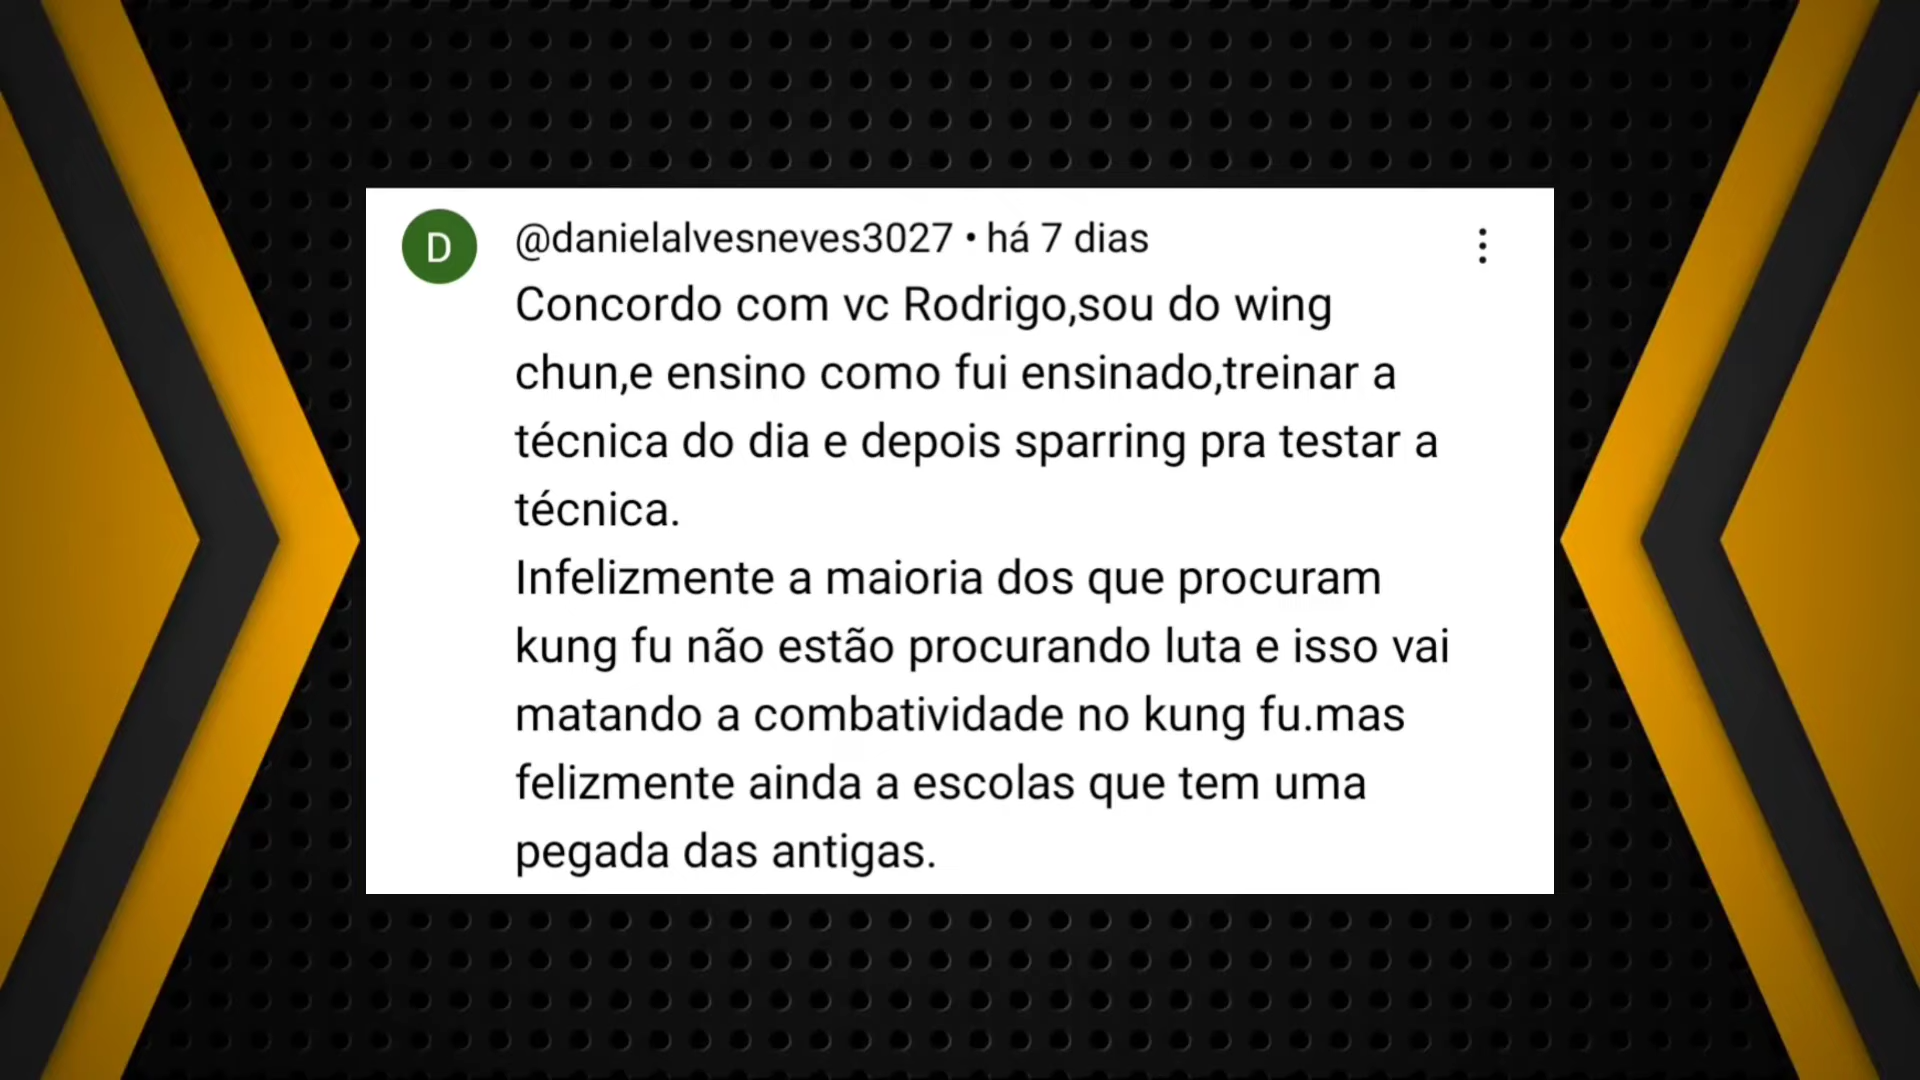 D
@danielalvesneves3027 • há 7 dias
Concordo com vc Rodrigo,sou do wing
chun,e ensino como fui ensinado,treinar a
técnica do dia e depois sparring pra testar a
técnica.
Infelizmente a maioria dos que procuram
kung fu não estão procurando luta e isso vai
matando a combatividade no kung fu.mas
felizmente ainda a escolas que tem uma
pegada das antigas.